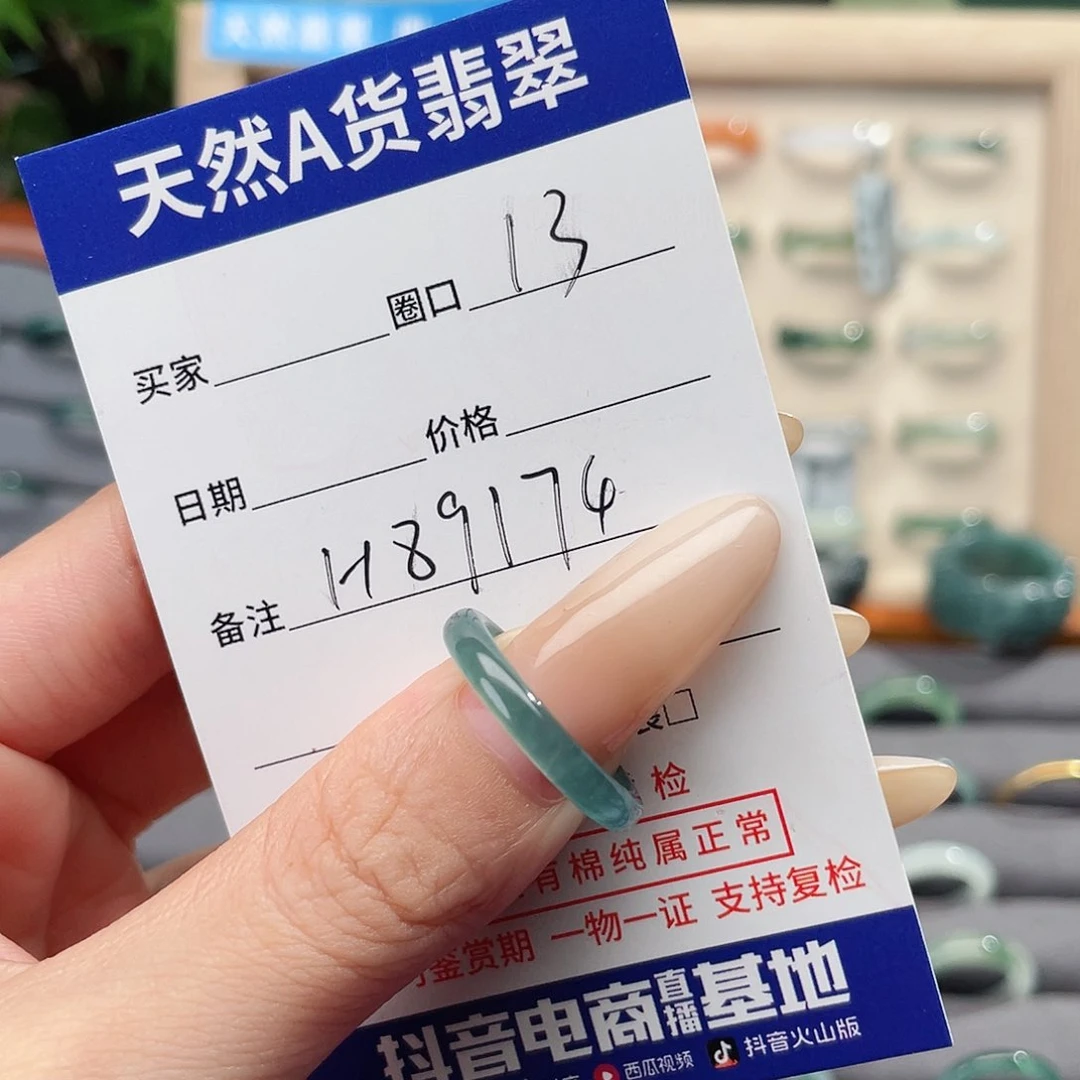 天然A货翡翠
买家 圈口 13
日期 价格
备注 H89174
检
有棉纯属正常
鉴赏期 一物一证 支持复检
抖音电商直播基地
西瓜视频 抖音火山版